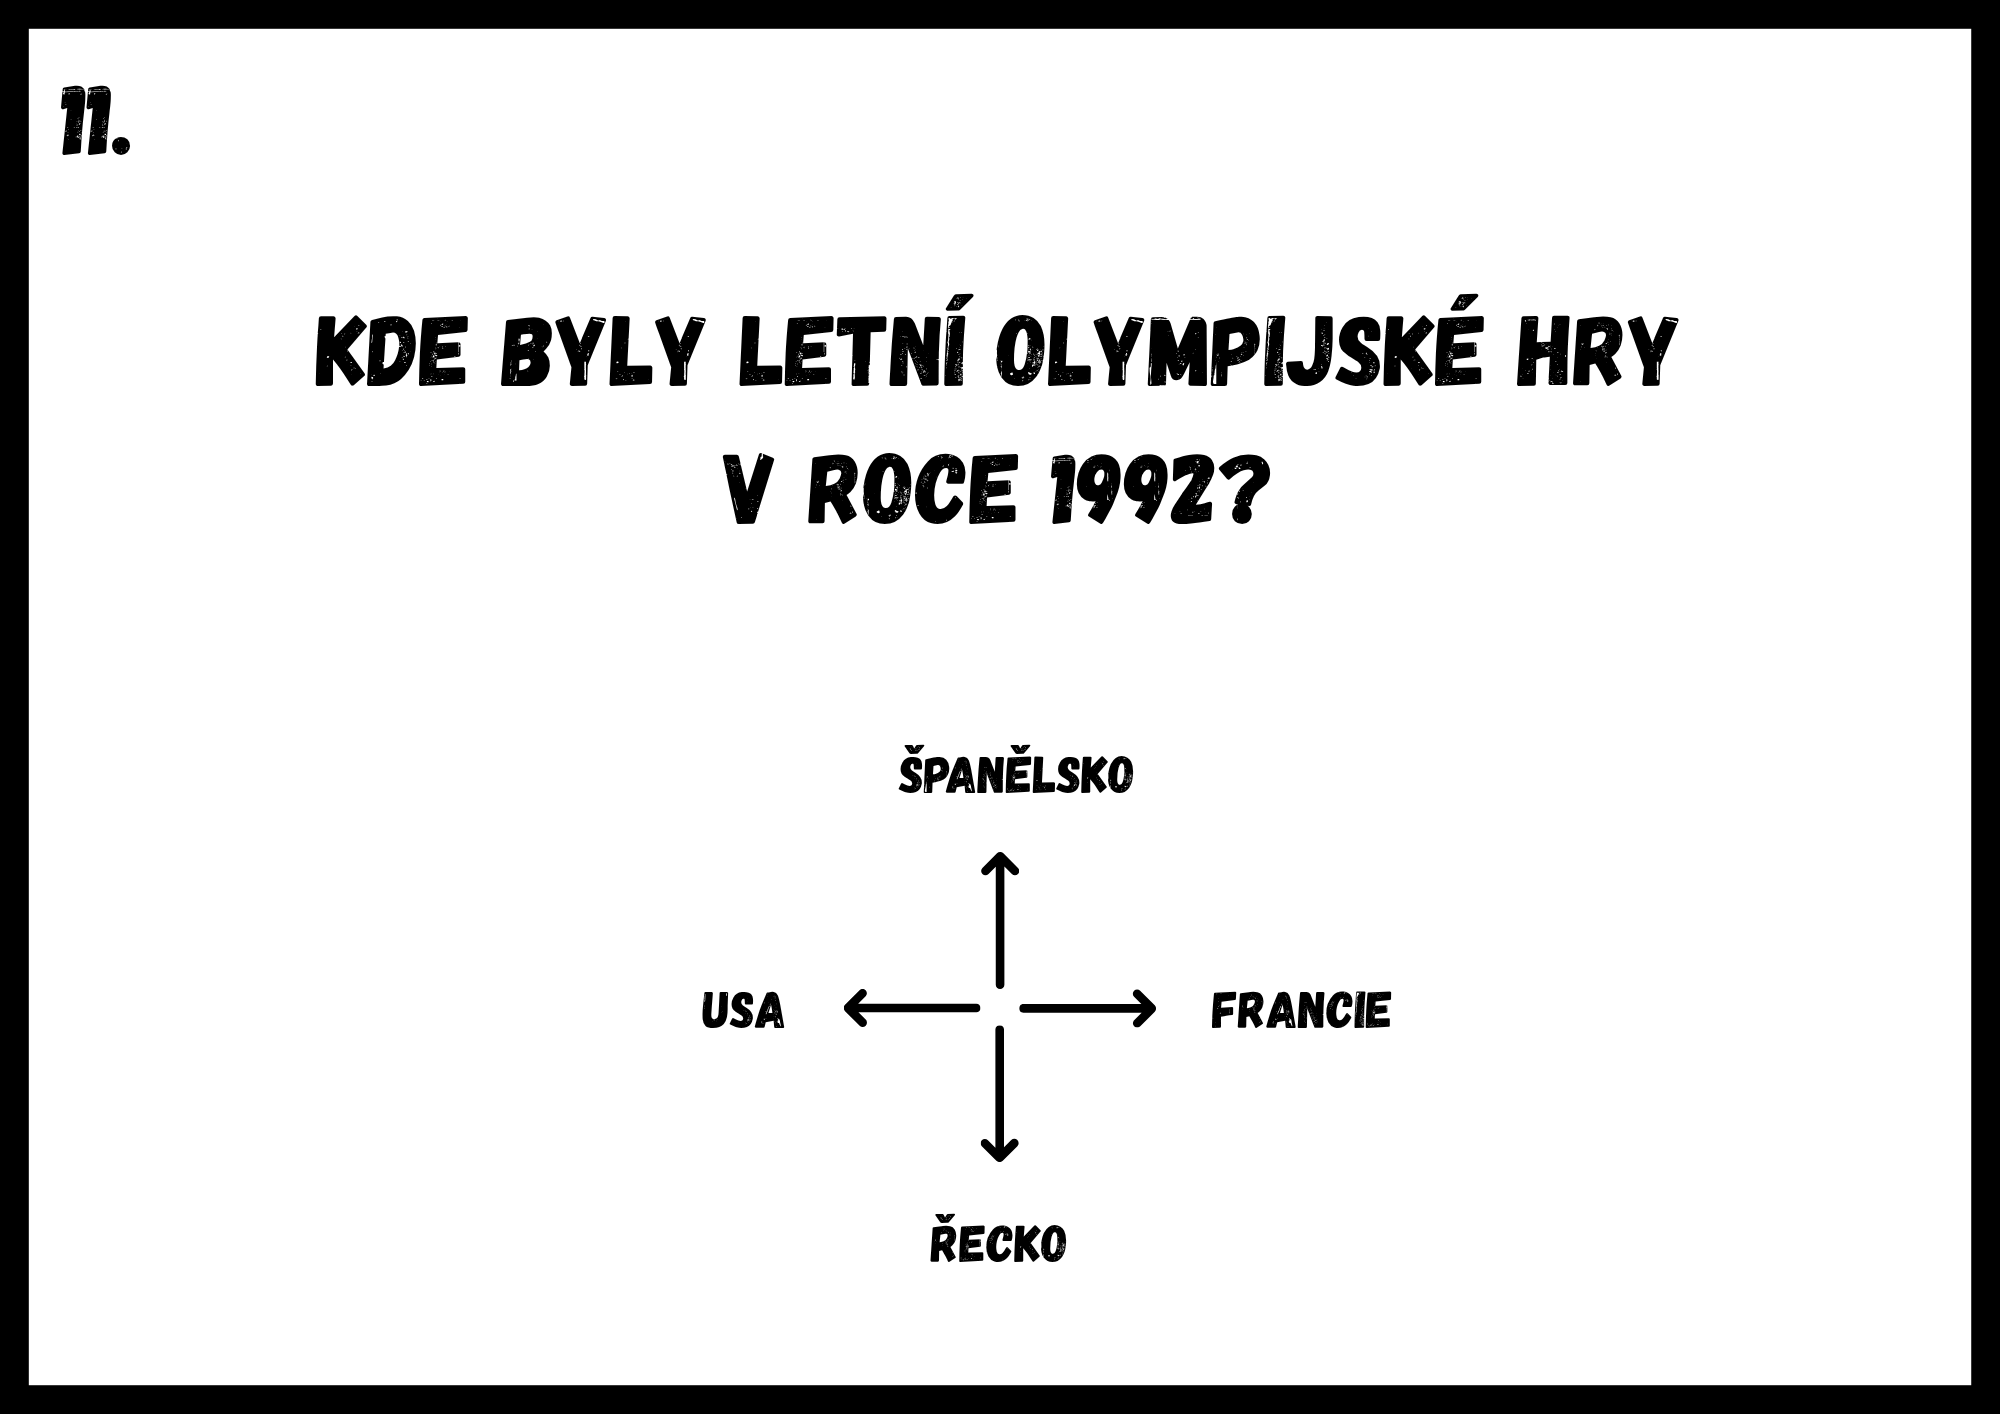 11.
KDE BYLY LETNÍ OLYMPIJSKÉ HRY
V ROCE 1992?
ŠPANĚLSKO
USA
FRANCIE
ŘECKO